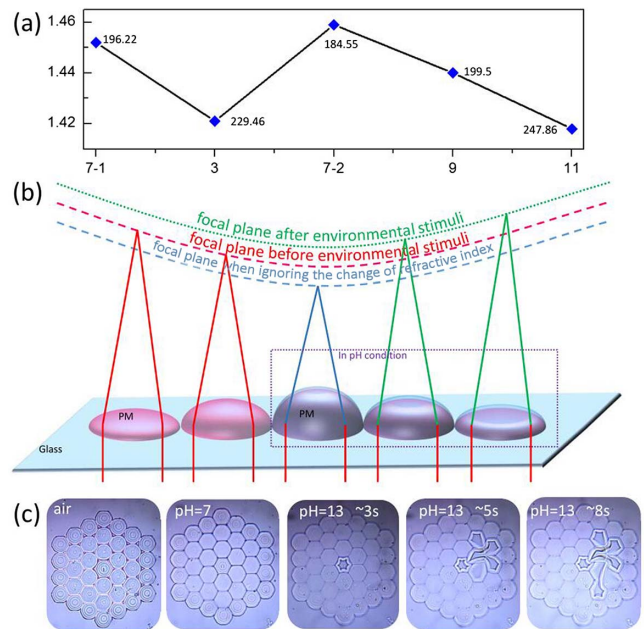 (a)
1.46
1.44
1.42
196.22
229.46
184.55
199.5
247.86
7-1 3 7-2 9 11
(b)
focal plane after environmental stimuli
focal plane before environmental stimuli
focal plane when ignoring the change of refractive index
In pH condition
PM
PM
Glass
(c)
air
pH=7
pH=13 ~3s
pH=13 ~5s
pH=13 ~8s